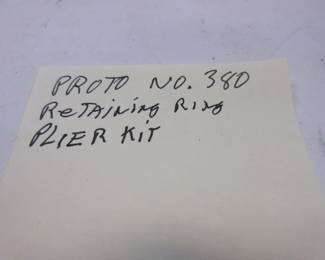 PROTO NO. 380
ReTAiNiNg RiNg
PLIER KiT